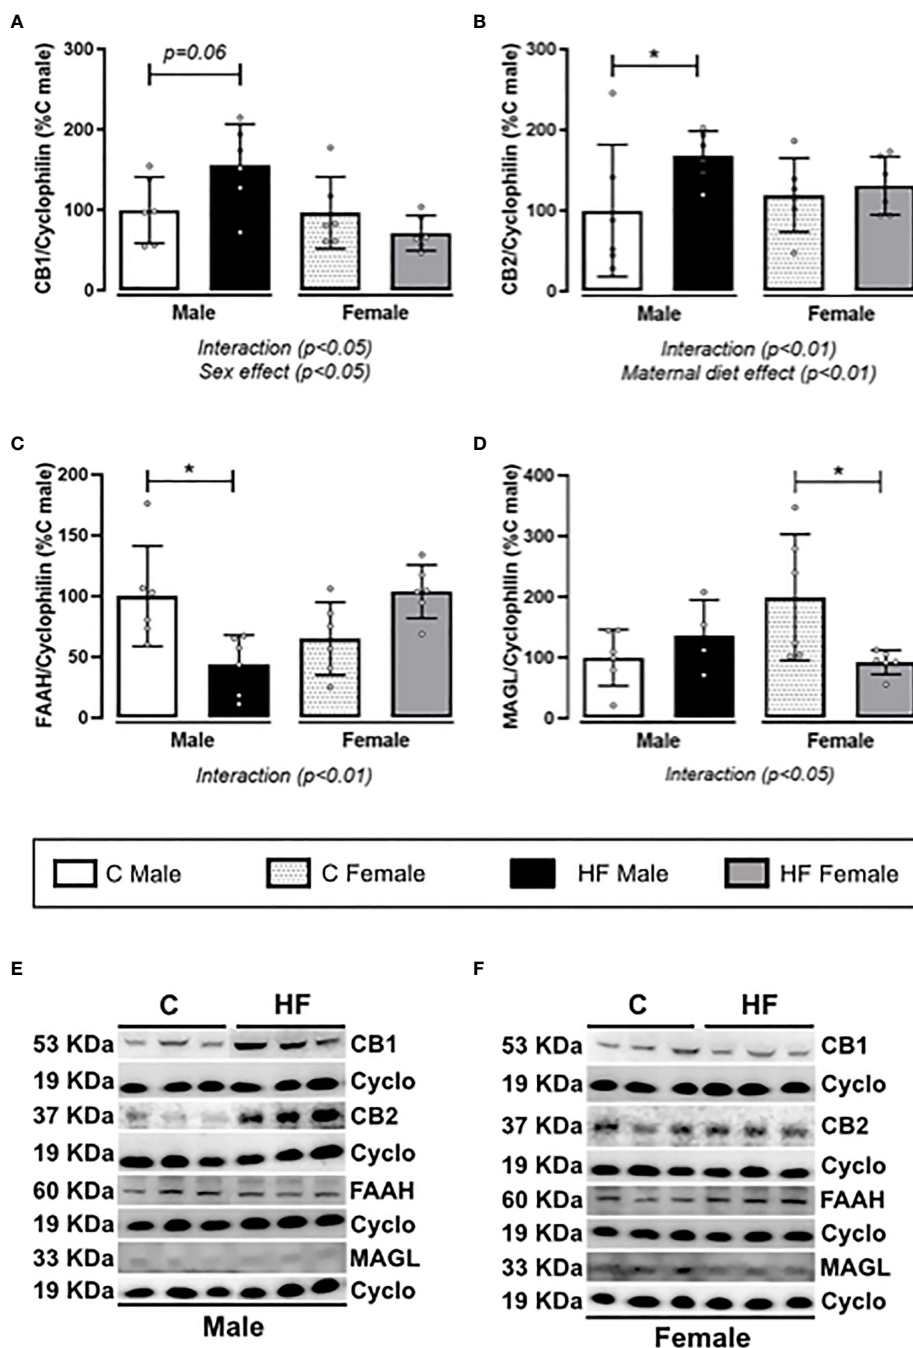 A
CB1/Cyclophilin (%C male)
300
200
100
0
p=0.06
Male
Female
Interaction (p<0.05)
Sex effect (p<0.05)
B
CB2/Cyclophilin (%C male)
300
200
100
0
*
Male
Female
Interaction (p<0.01)
Maternal diet effect (p<0.01)
C
FAAH/Cyclophilin (%C male)
200
150
100
50
0
*
Male
Female
Interaction (p<0.01)
D
MAGL/Cyclophilin (%C male)
400
300
200
100
0
*
Male
Female
Interaction (p<0.05)
C Male
C Female
HF Male
HF Female
E
C HF
53 KDa CB1
19 KDa Cyclo
37 KDa CB2
19 KDa Cyclo
60 KDa FAAH
19 KDa Cyclo
33 KDa MAGL
19 KDa Cyclo
Male
F
C HF
53 KDa CB1
19 KDa Cyclo
37 KDa CB2
19 KDa Cyclo
60 KDa FAAH
19 KDa Cyclo
33 KDa MAGL
19 KDa Cyclo
Female